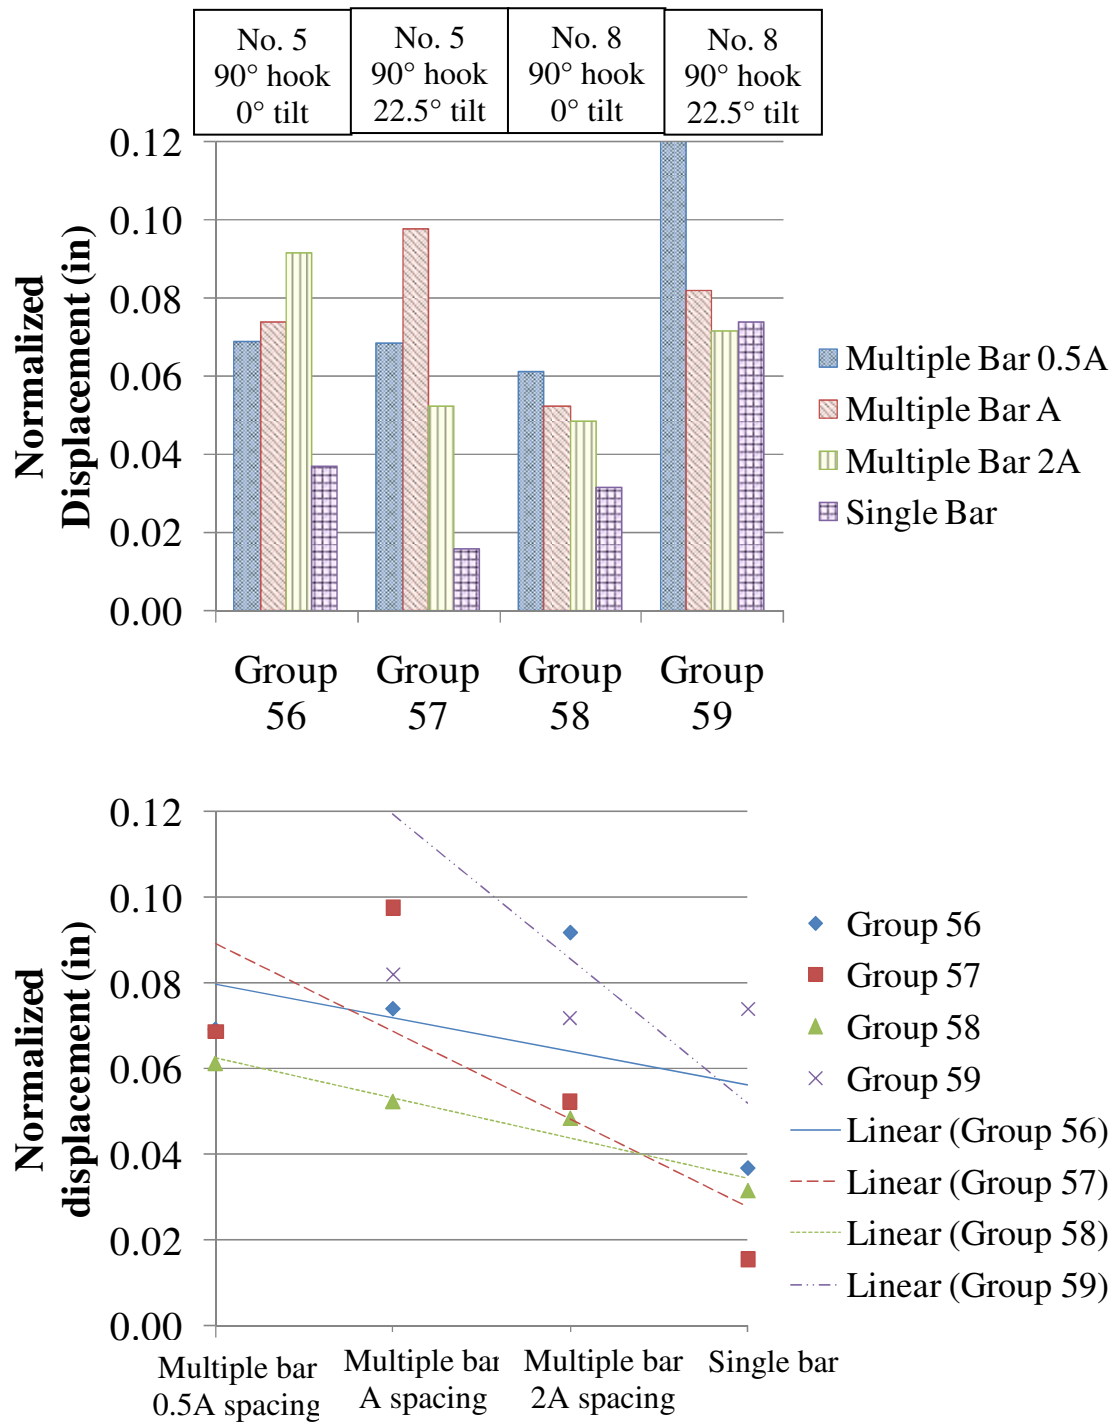 No. 5
90° hook
0° tilt
No. 5
90° hook
22.5° tilt
No. 8
90° hook
0° tilt
No. 8
90° hook
22.5° tilt
Normalized
Displacement (in)
0.12
0.10
0.08
0.06
0.04
0.02
0.00
Group
56
Group
57
Group
58
Group
59
Multiple Bar 0.5A
Multiple Bar A
Multiple Bar 2A
Single Bar
Normalized
displacement (in)
0.12
0.10
0.08
0.06
0.04
0.02
0.00
Multiple bar
0.5A spacing
Multiple bar
A spacing
Multiple bar
2A spacing
Single bar
Group 56
Group 57
Group 58
Group 59
Linear (Group 56)
Linear (Group 57)
Linear (Group 58)
Linear (Group 59)